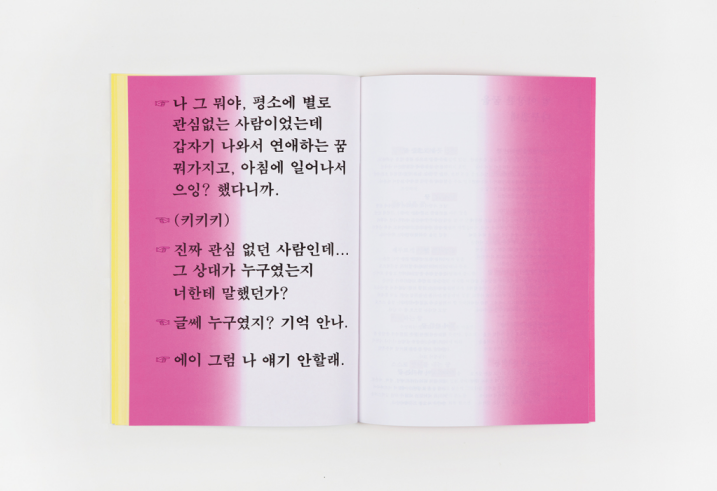 ☞ 나 그 뭐야, 평소에 별로
관심없는 사람이었는데
갑자기 나와서 연애하는 꿈
꿔가지고, 아침에 일어나서
으잉? 했다니까.
☜ (키키키)
☞ 진짜 관심 없던 사람인데...
그 상대가 누구였는지
너한테 말했던가?
☜ 글쎄 누구였지? 기억 안나.
☞ 에이 그럼 나 얘기 안할래.